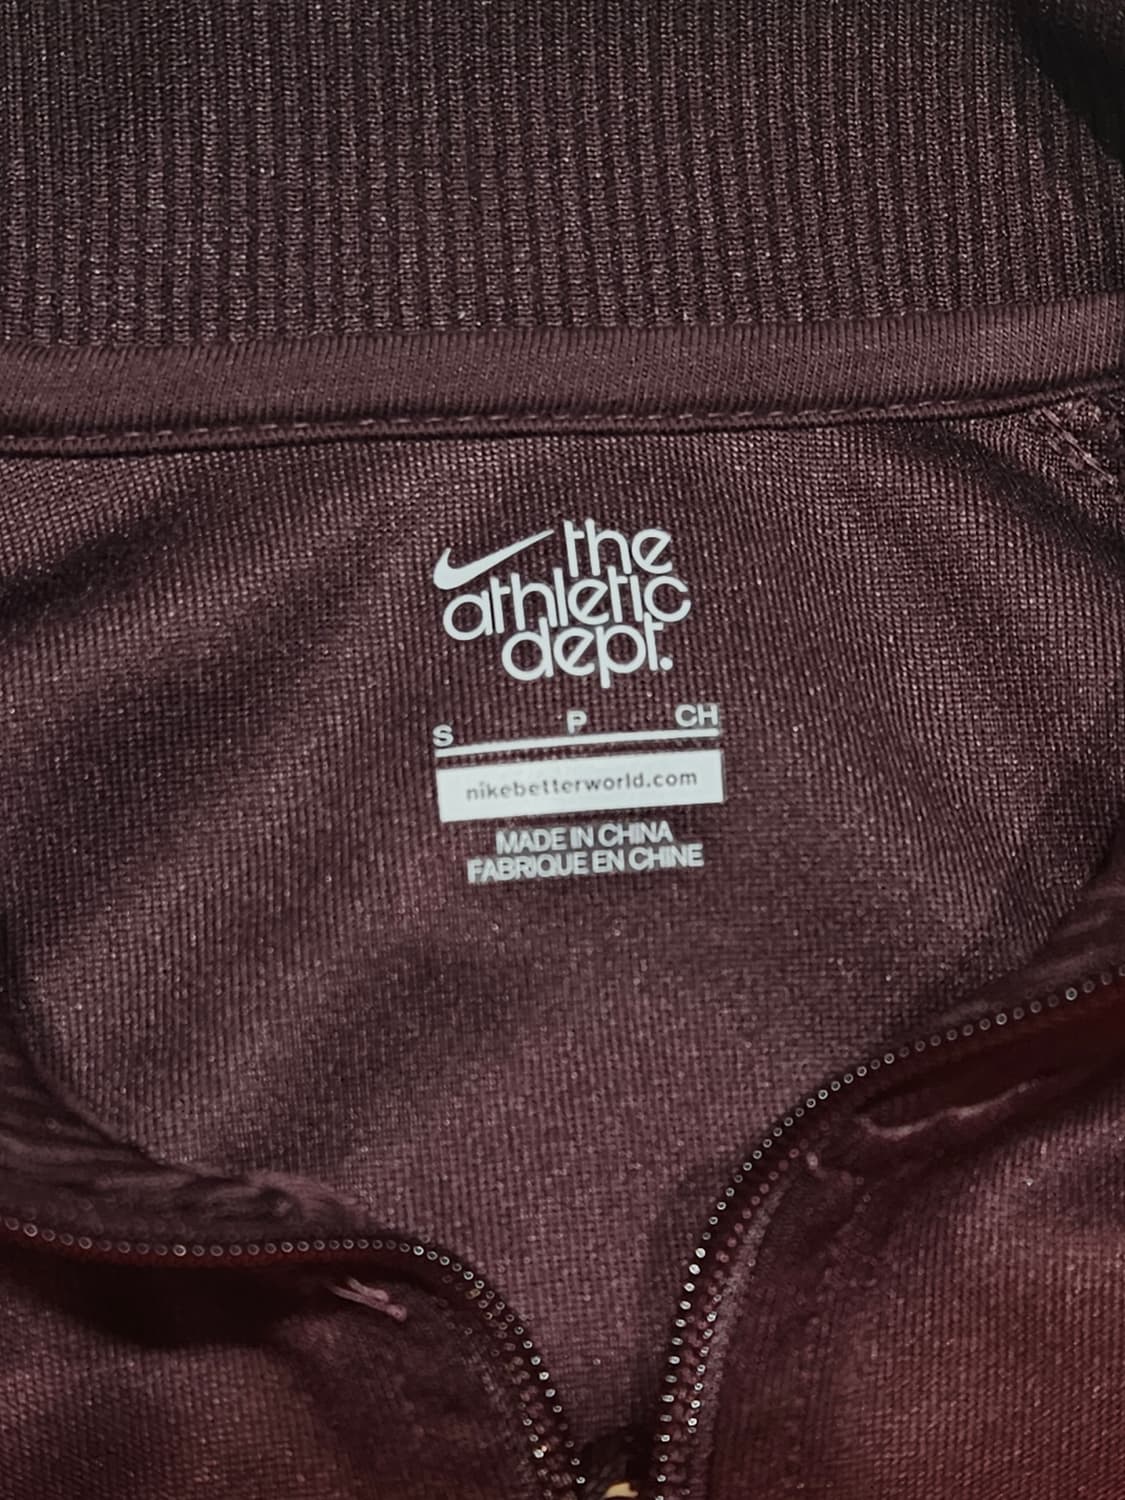 the
athletic
dept.
S P CH
nikebetterworld.com
MADE IN CHINA
FABRIQUE EN CHINE